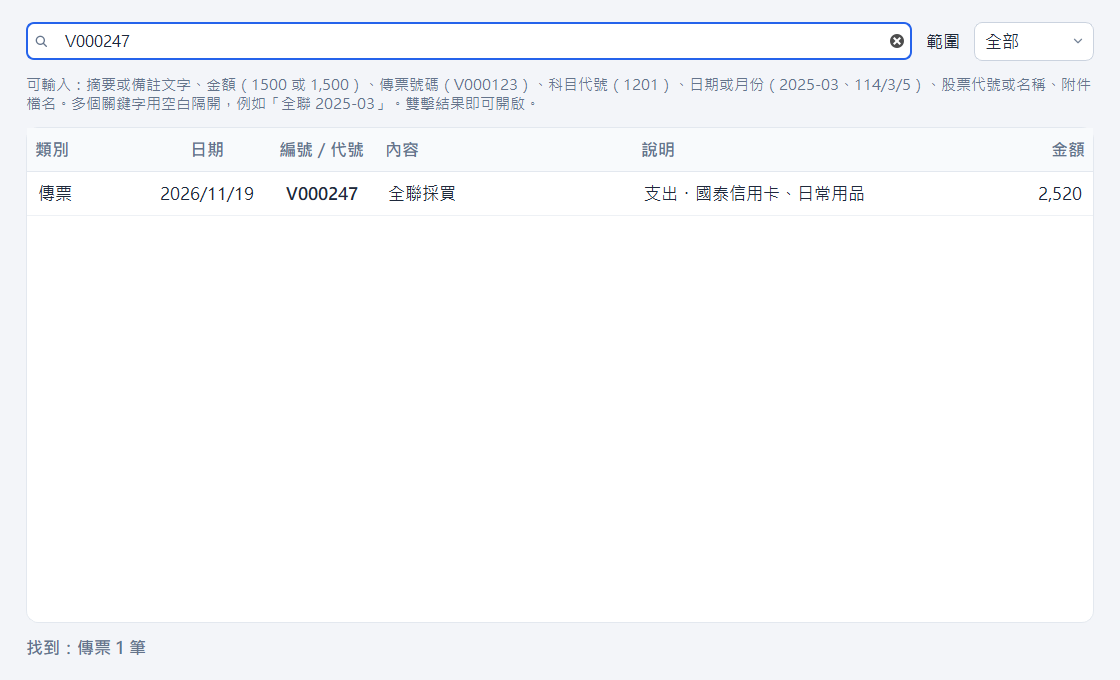 V000247 範圍 全部
可輸入：摘要或備註文字、金額（1500 或 1,500）、傳票號碼（V000123）、科目代號（1201）、日期或月份（2025-03、114/3/5）、股票代號或名稱、附件
檔名。多個關鍵字用空白隔開，例如「全聯 2025-03」。雙擊結果即可開啟。
類別 日期 編號 / 代號 內容 說明 金額
傳票 2026/11/19 V000247 全聯採買 支出．國泰信用卡、日常用品 2,520
找到：傳票 1 筆